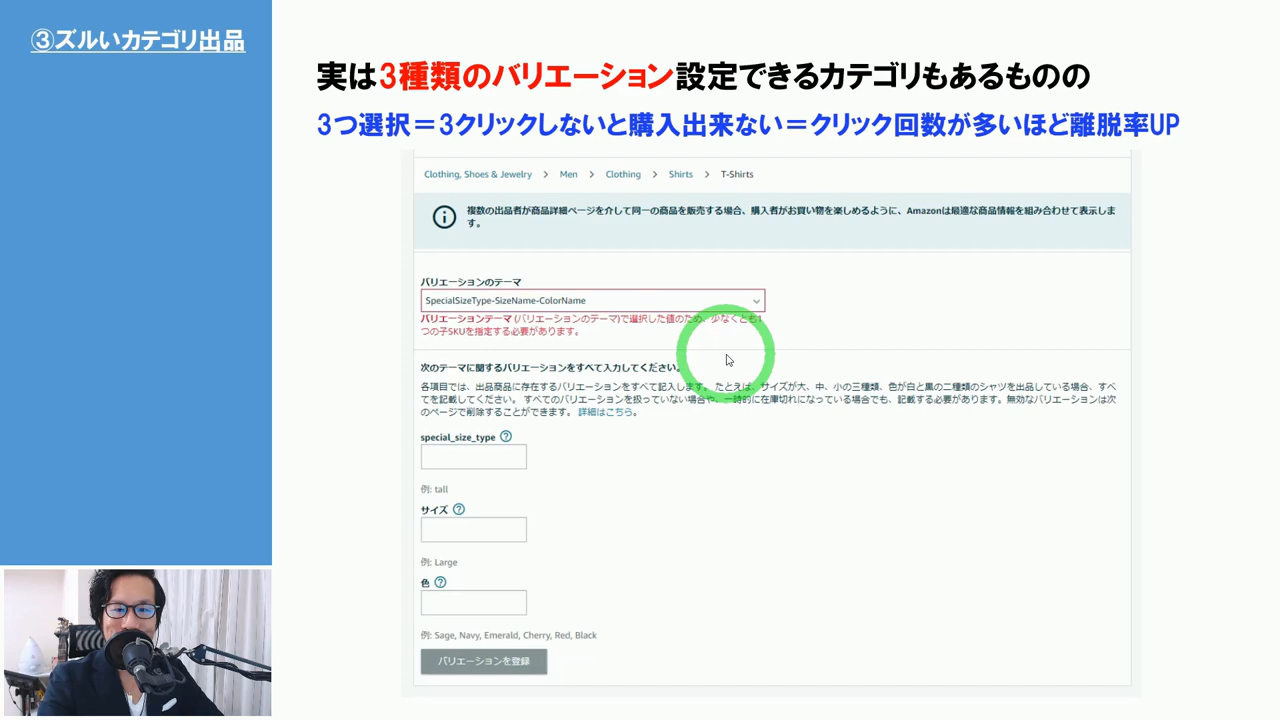 ③ズルいカテゴリ出品
実は3種類のバリエーション設定できるカテゴリもあるものの
3つ選択＝3クリックしないと購入出来ない＝クリック回数が多いほど離脱率UP
Clothing, Shoes & Jewelry > Men > Clothing > Shirts > T-Shirts
複数の出品者が商品詳細ページを介して同一の商品を販売する場合、購入者がお買い物を楽しめるように、Amazonは最適な商品情報を組み合わせて表示しま
す。
バリエーションのテーマ
SpecialSizeType-SizeName-ColorName
バリエーションテーマ (バリエーションのテーマ)で選択した値のため、少なくとも1
つの子SKUを指定する必要があります。
次のテーマに関するバリエーションをすべて入力してください。
各項目では、出品商品に存在するバリエーションをすべて記入します。 たとえば、サイズが大、中、小の三種類、色が白と黒の二種類のシャツを出品している場合、すべ
てを記載してください。 すべてのバリエーションを扱っていない場合や、一時的に在庫切れになっている場合でも、記載する必要があります。無効なバリエーションは次
のページで削除することができます。 詳細はこちら。
special_size_type ?
例: tall
サイズ ?
例: Large
色 ?
例: Sage, Navy, Emerald, Cherry, Red, Black
バリエーションを登録